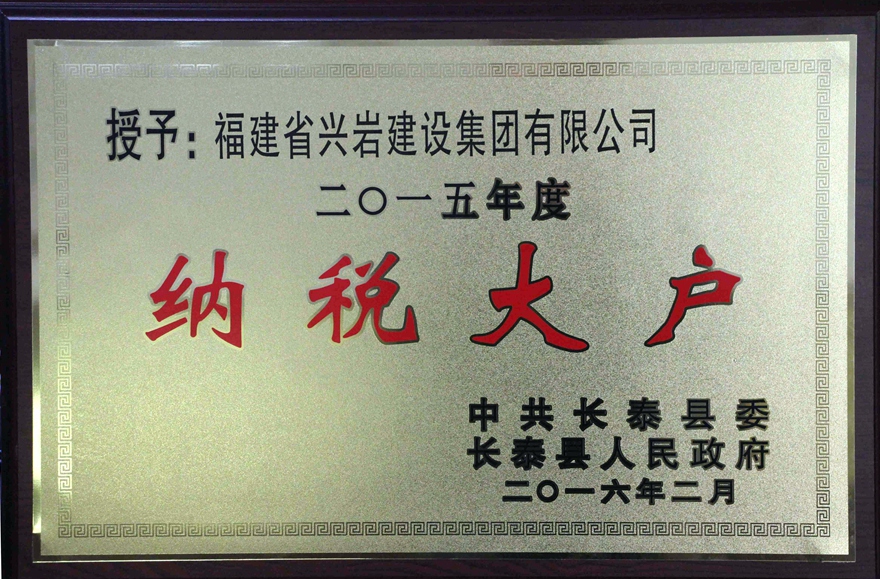 授予：福建省兴岩建设集团有限公司
二〇一五年度
纳税大户
中共长泰县委
长泰县人民政府
二〇一六年二月